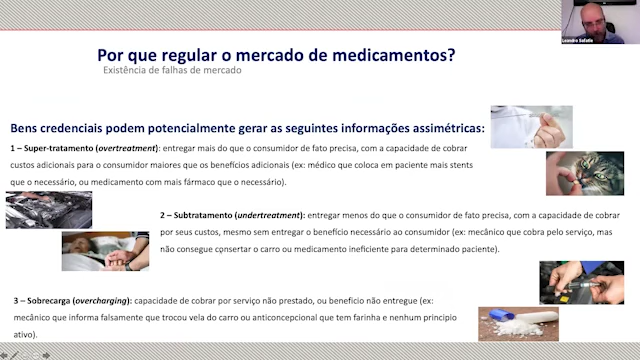 Leandro Safatle
Por que regular o mercado de medicamentos?
Existência de falhas de mercado
Bens credenciais podem potencialmente gerar as seguintes informações assimétricas:
1 – Super-tratamento (overtreatment): entregar mais do que o consumidor de fato precisa, com a capacidade de cobrar
custos adicionais para o consumidor maiores que os benefícios adicionais (ex: médico que coloca em paciente mais stents
que o necessário, ou medicamento com mais fármaco que o necessário).
2 – Subtratamento (undertreatment): entregar menos do que o consumidor de fato precisa, com a capacidade de cobrar
por seus custos, mesmo sem entregar o benefício necessário ao consumidor (ex: mecânico que cobra pelo serviço, mas
não consegue consertar o carro ou medicamento ineficiente para determinado paciente).
3 – Sobrecarga (overcharging): capacidade de cobrar por serviço não prestado, ou beneficio não entregue (ex:
mecânico que informa falsamente que trocou vela do carro ou anticoncepcional que tem farinha e nenhum principio
ativo).